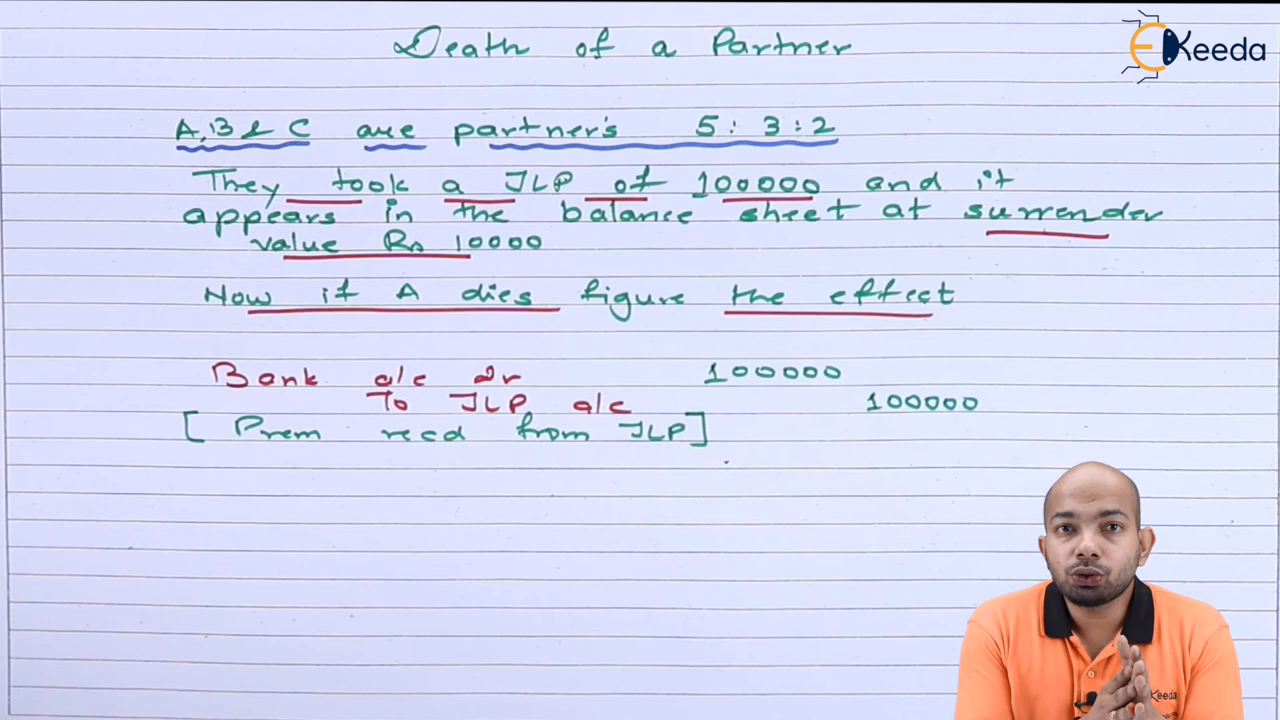 Death of a Partner
EKeeda
A, B & C are partner's 5 : 3 : 2
They took a JLP of 100000 and it
appears in the balance sheet at surrender
value Rs 10000
Now if A dies figure the effect
Bank a/c Dr 100000
To JLP a/c 100000
[ Prem recd from JLP ]
Keeda